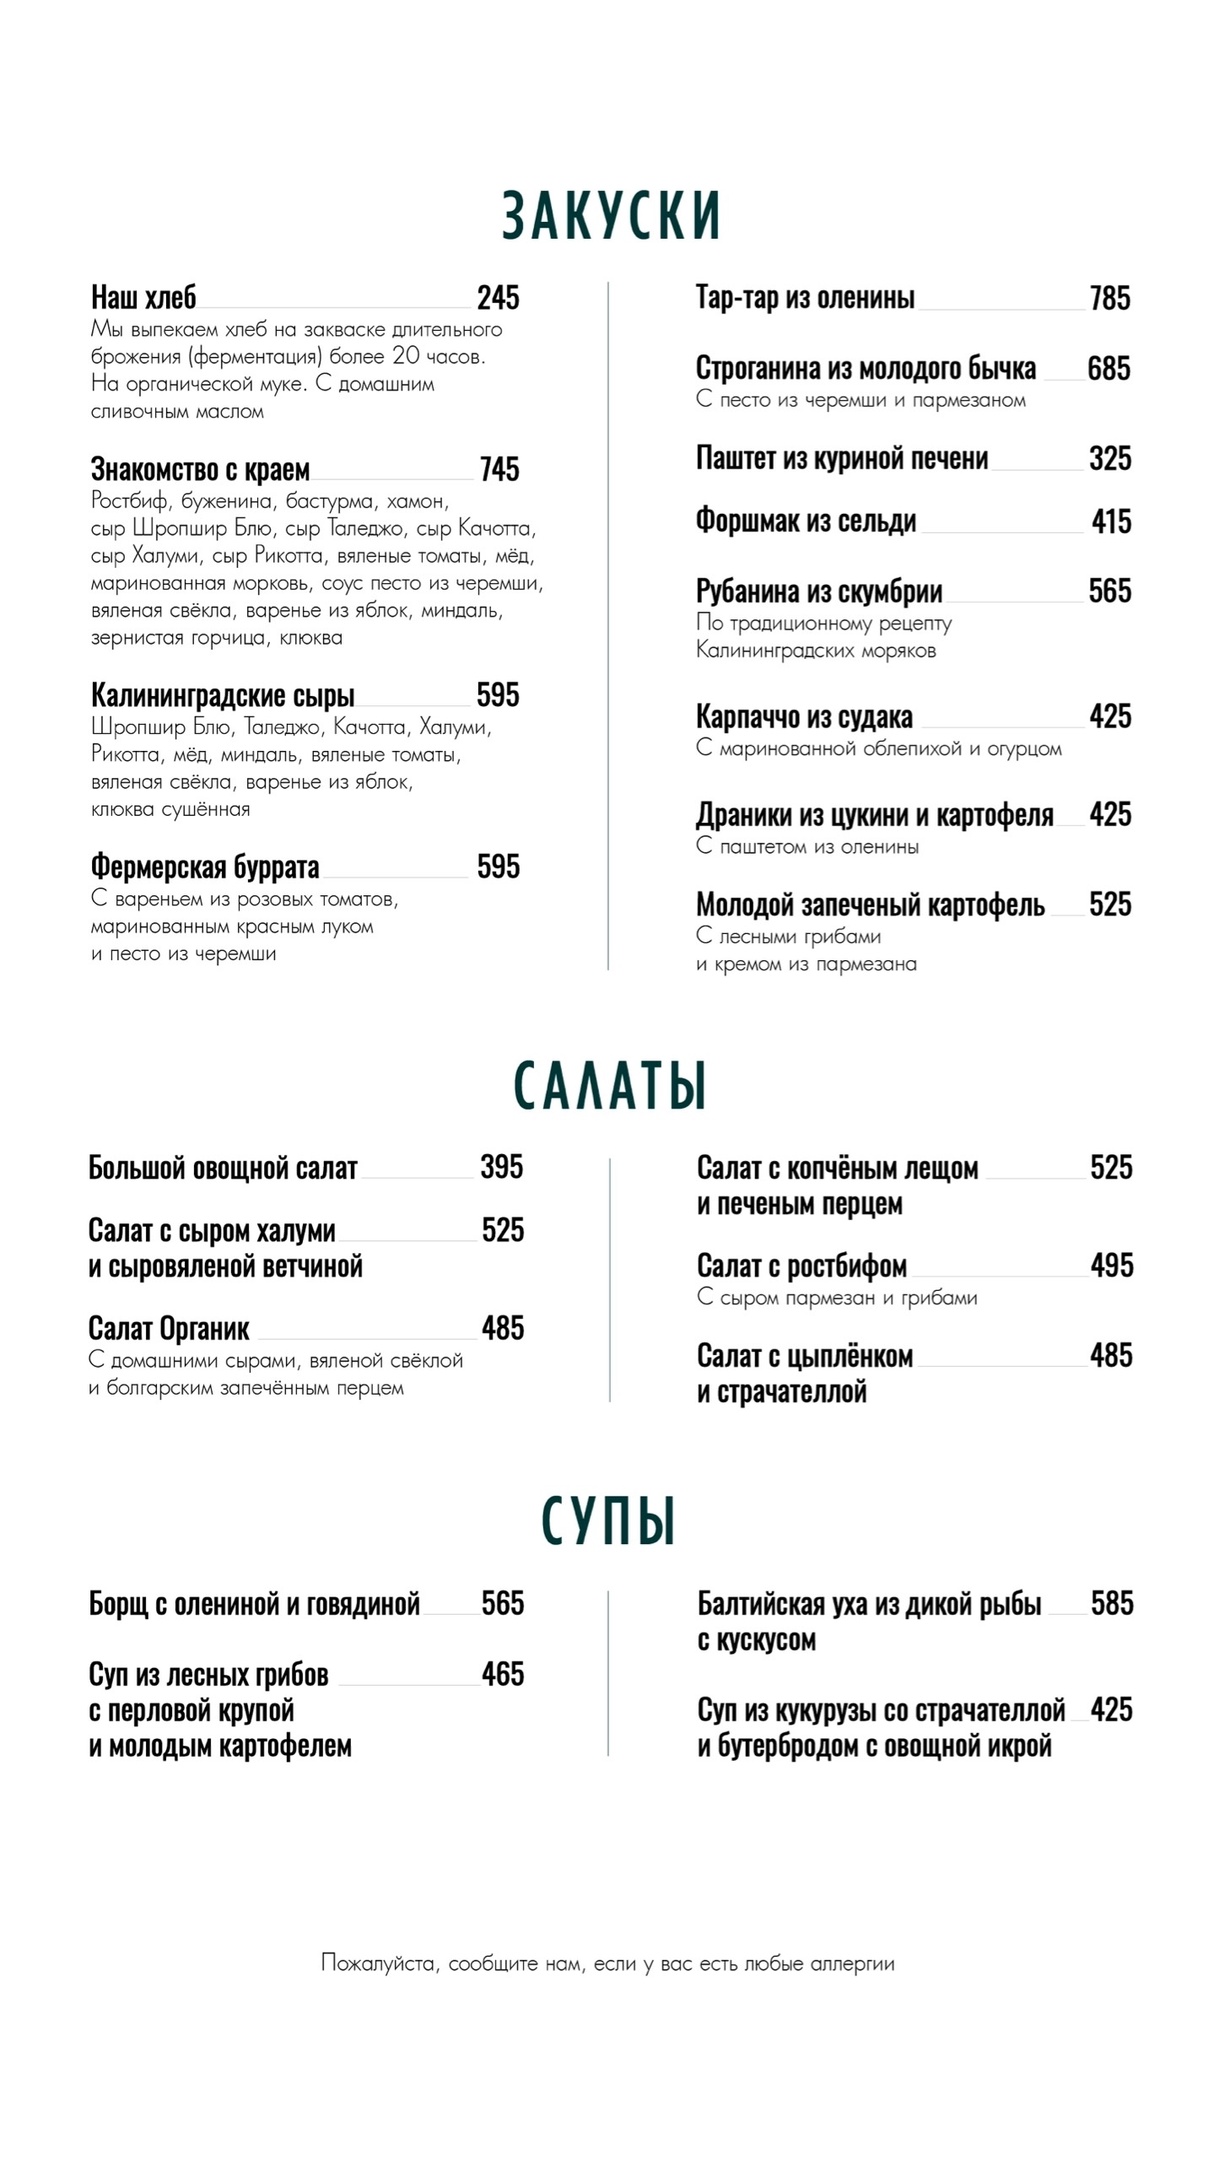 ЗАКУСКИ
Наш хлеб 245
Мы выпекаем хлеб на закваске длительного
брожения (ферментация) более 20 часов.
На органической муке. С домашним
сливочным маслом
Знакомство с краем 745
Ростбиф, буженина, бастурма, хамон,
сыр Шропшир Блю, сыр Таледжо, сыр Качотта,
сыр Халуми, сыр Рикотта, вяленые томаты, мёд,
маринованная морковь, соус песто из черемши,
вяленая свёкла, варенье из яблок, миндаль,
зернистая горчица, клюква
Калининградские сыры 595
Шропшир Блю, Таледжо, Качотта, Халуми,
Рикотта, мёд, миндаль, вяленые томаты,
вяленая свёкла, варенье из яблок,
клюква сушённая
Фермерская буррата 595
С вареньем из розовых томатов,
маринованным красным луком
и песто из черемши
Тар-тар из оленины 785
Строганина из молодого бычка 685
С песто из черемши и пармезаном
Паштет из куриной печени 325
Форшмак из сельди 415
Рубанина из скумбрии 565
По традиционному рецепту
Калининградских моряков
Карпаччо из судака 425
С маринованной облепихой и огурцом
Драники из цукини и картофеля 425
С паштетом из оленины
Молодой запеченый картофель 525
С лесными грибами
и кремом из пармезана
САЛАТЫ
Большой овощной салат 395
Салат с сыром халуми 525
и сыровяленой ветчиной
Салат Органик 485
С домашними сырами, вяленой свёклой
и болгарским запечённым перцем
Салат с копчёным лещом 525
и печеным перцем
Салат с ростбифом 495
С сыром пармезан и грибами
Салат с цыплёнком 485
и страчателлой
СУПЫ
Борщ с олениной и говядиной 565
Суп из лесных грибов 465
с перловой крупой
и молодым картофелем
Балтийская уха из дикой рыбы 585
с кускусом
Суп из кукурузы со страчателлой 425
и бутербродом с овощной икрой
Пожалуйста, сообщите нам, если у вас есть любые аллергии